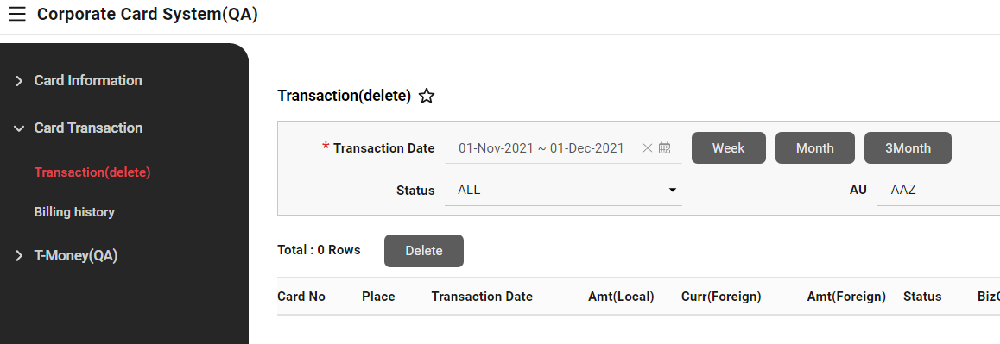 Corporate Card System(QA)
Card Information
Card Transaction
Transaction(delete)
Billing history
T-Money(QA)
Transaction(delete)
* Transaction Date 01-Nov-2021 ~ 01-Dec-2021 Week Month 3Month
Status ALL AU AAZ
Total : 0 Rows Delete
Card No Place Transaction Date Amt(Local) Curr(Foreign) Amt(Foreign) Status